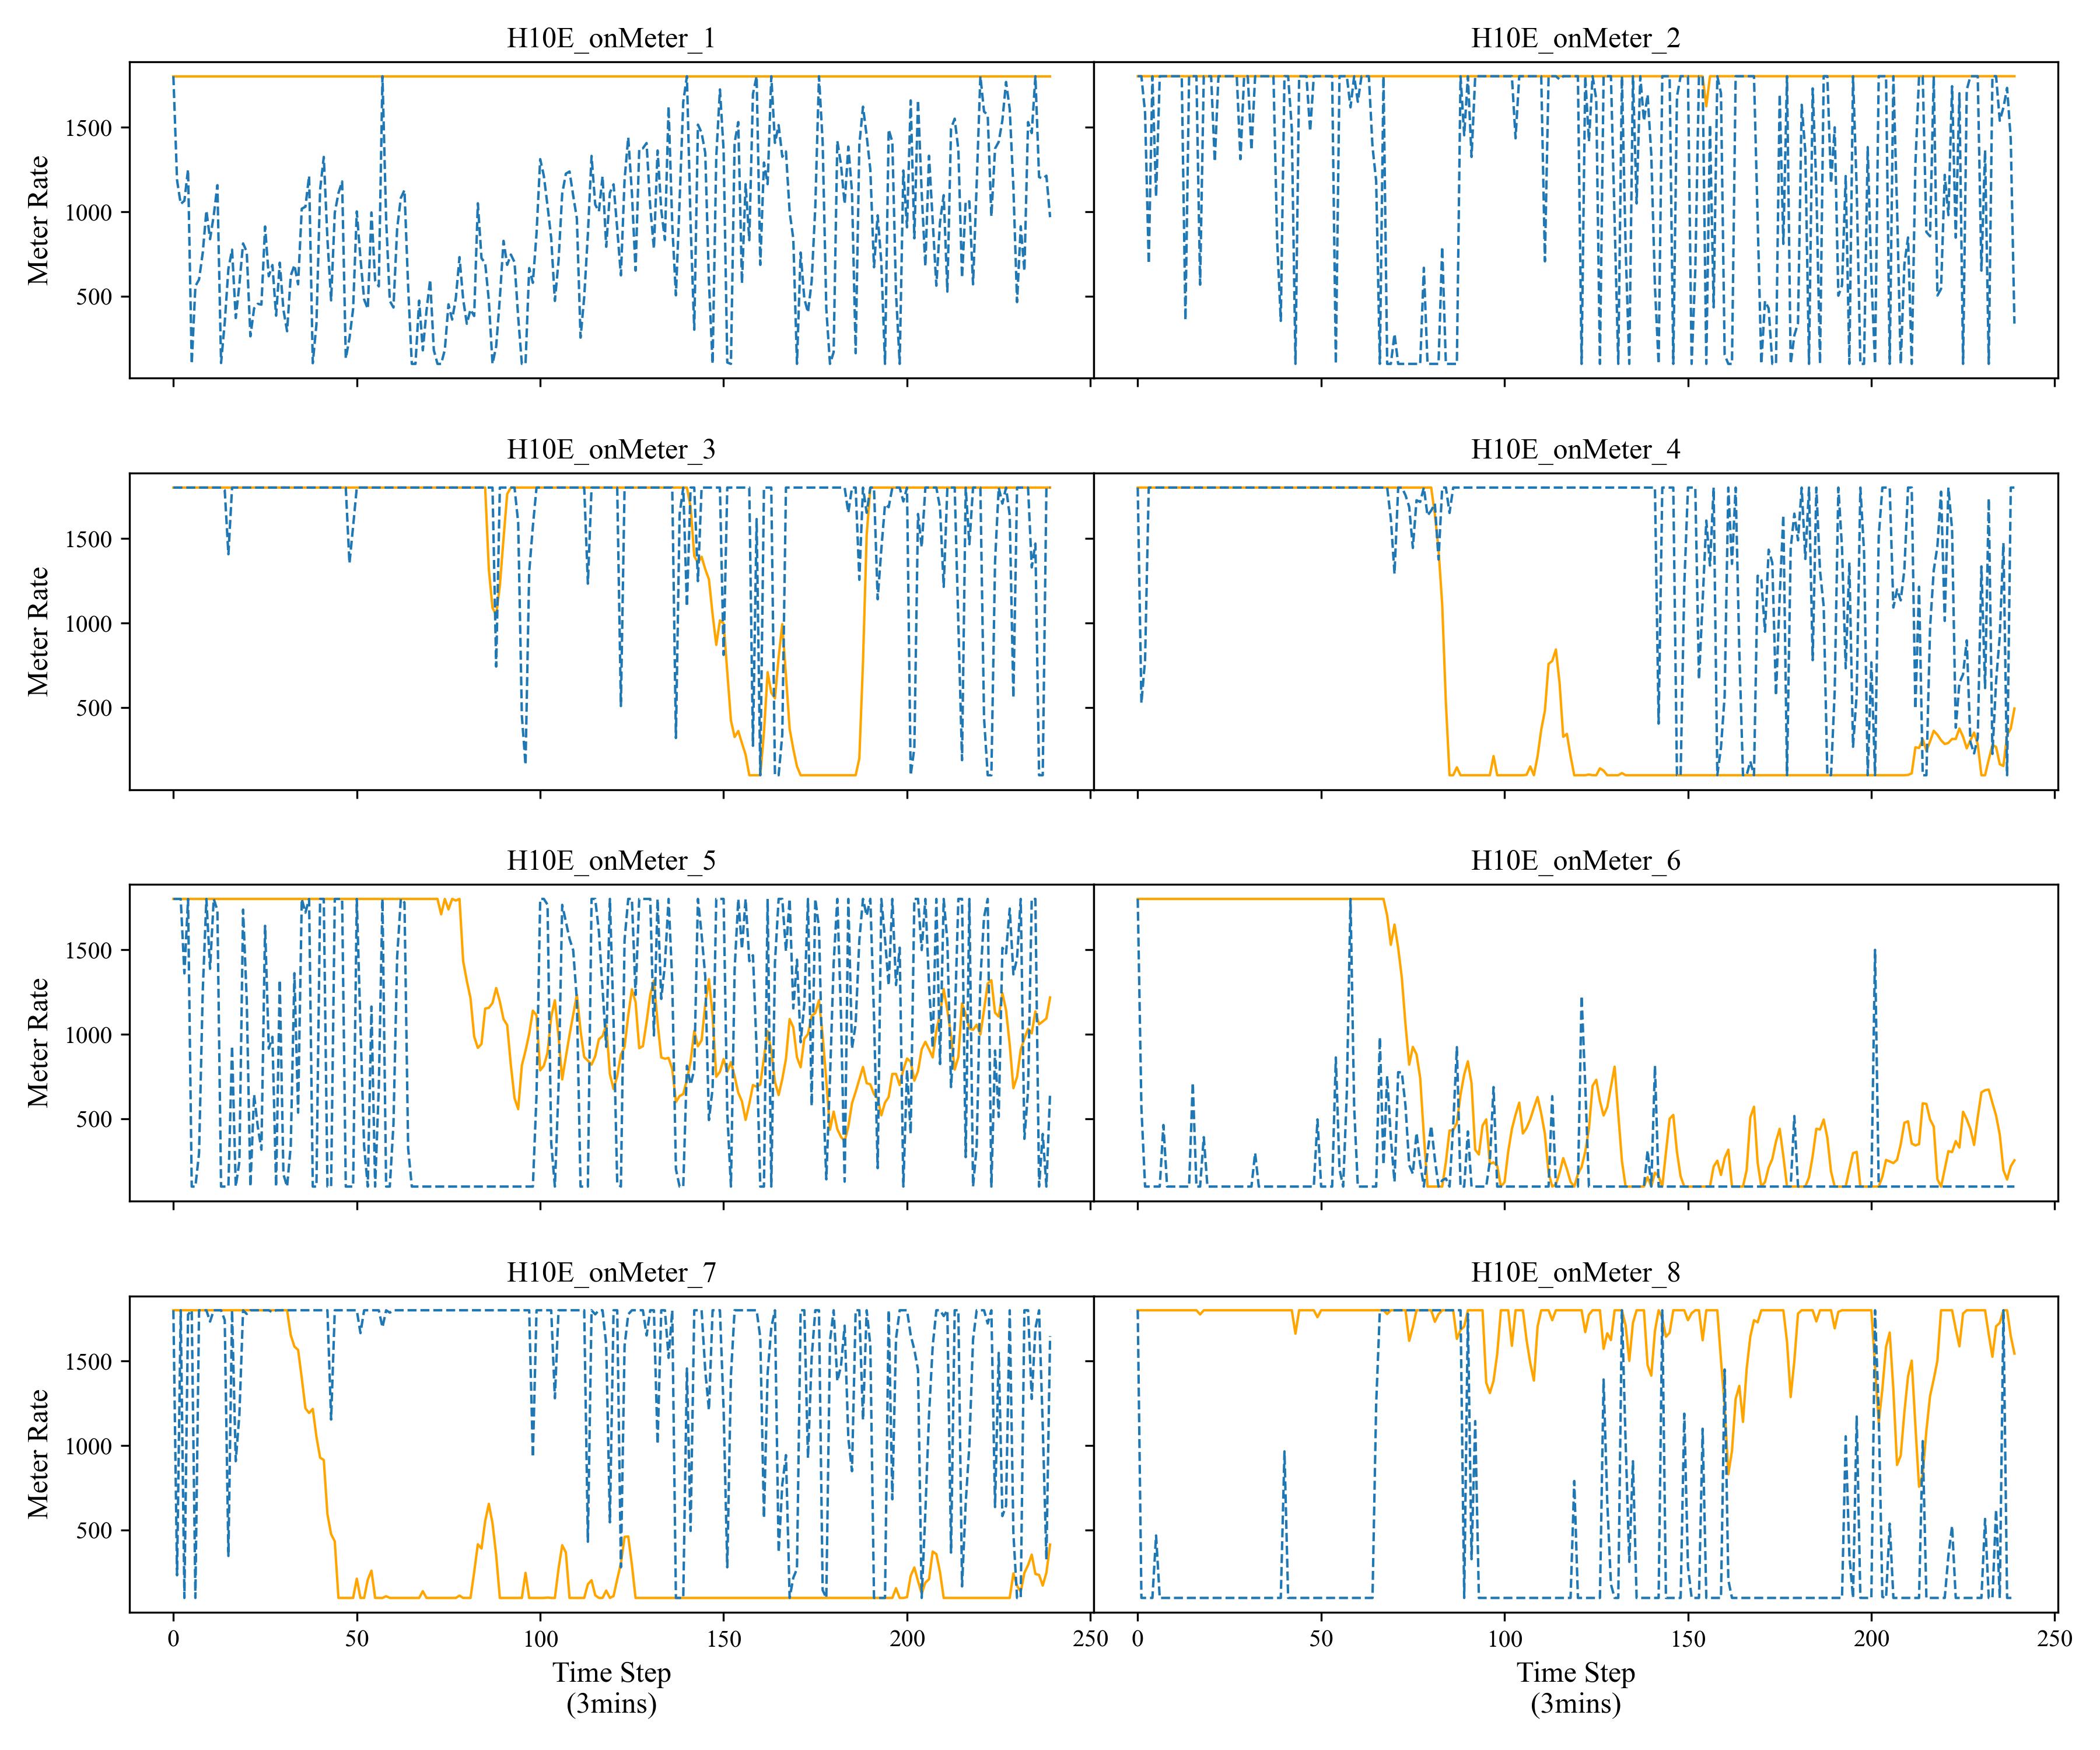 H10E_onMeter_1
H10E_onMeter_2
Meter Rate
1500
1000
500
H10E_onMeter_3
H10E_onMeter_4
Meter Rate
1500
1000
500
H10E_onMeter_5
H10E_onMeter_6
Meter Rate
1500
1000
500
H10E_onMeter_7
H10E_onMeter_8
Meter Rate
1500
1000
500
0 50 100 150 200 250
0 50 100 150 200 250
Time Step
(3mins)
Time Step
(3mins)